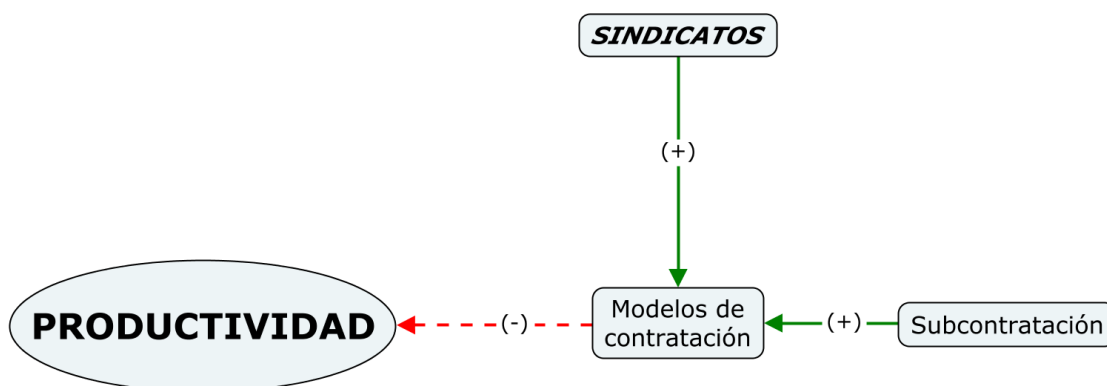 SINDICATOS
(+)
Modelos de
contratación
PRODUCTIVIDAD
(-)
(+)
Subcontratación